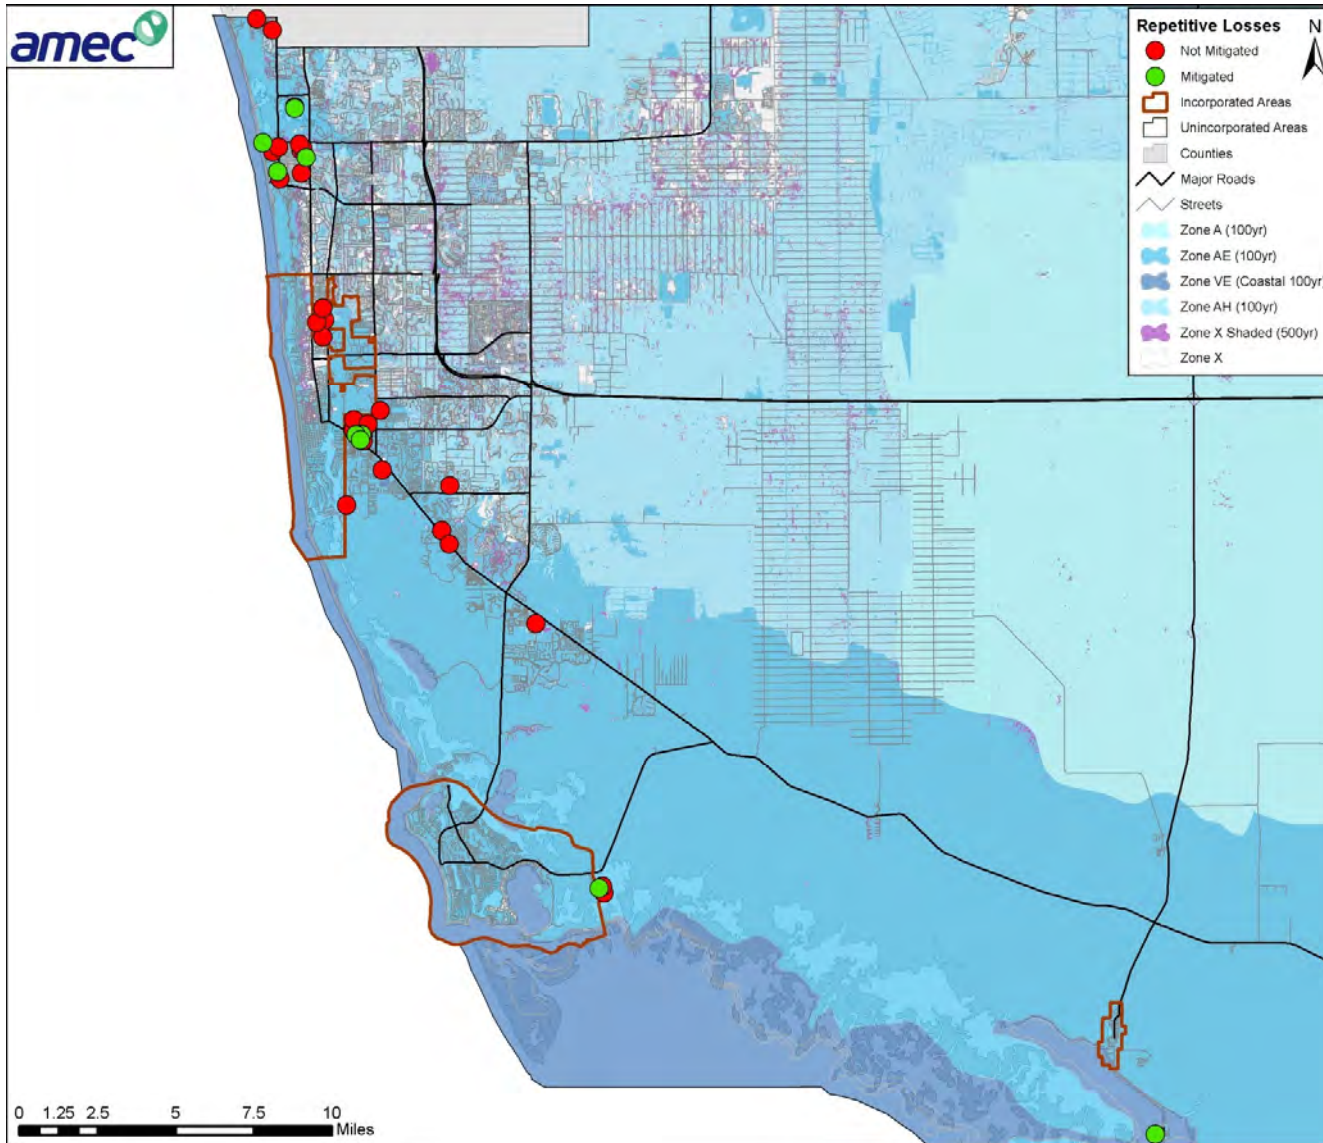 amec
Repetitive Losses
N
Not Mitigated
Mitigated
Incorporated Areas
Unincorporated Areas
Counties
Major Roads
Streets
Zone A (100yr)
Zone AE (100yr)
Zone VE (Coastal 100yr)
Zone AH (100yr)
Zone X Shaded (500yr)
Zone X
0 1.25 2.5 5 7.5 10
Miles